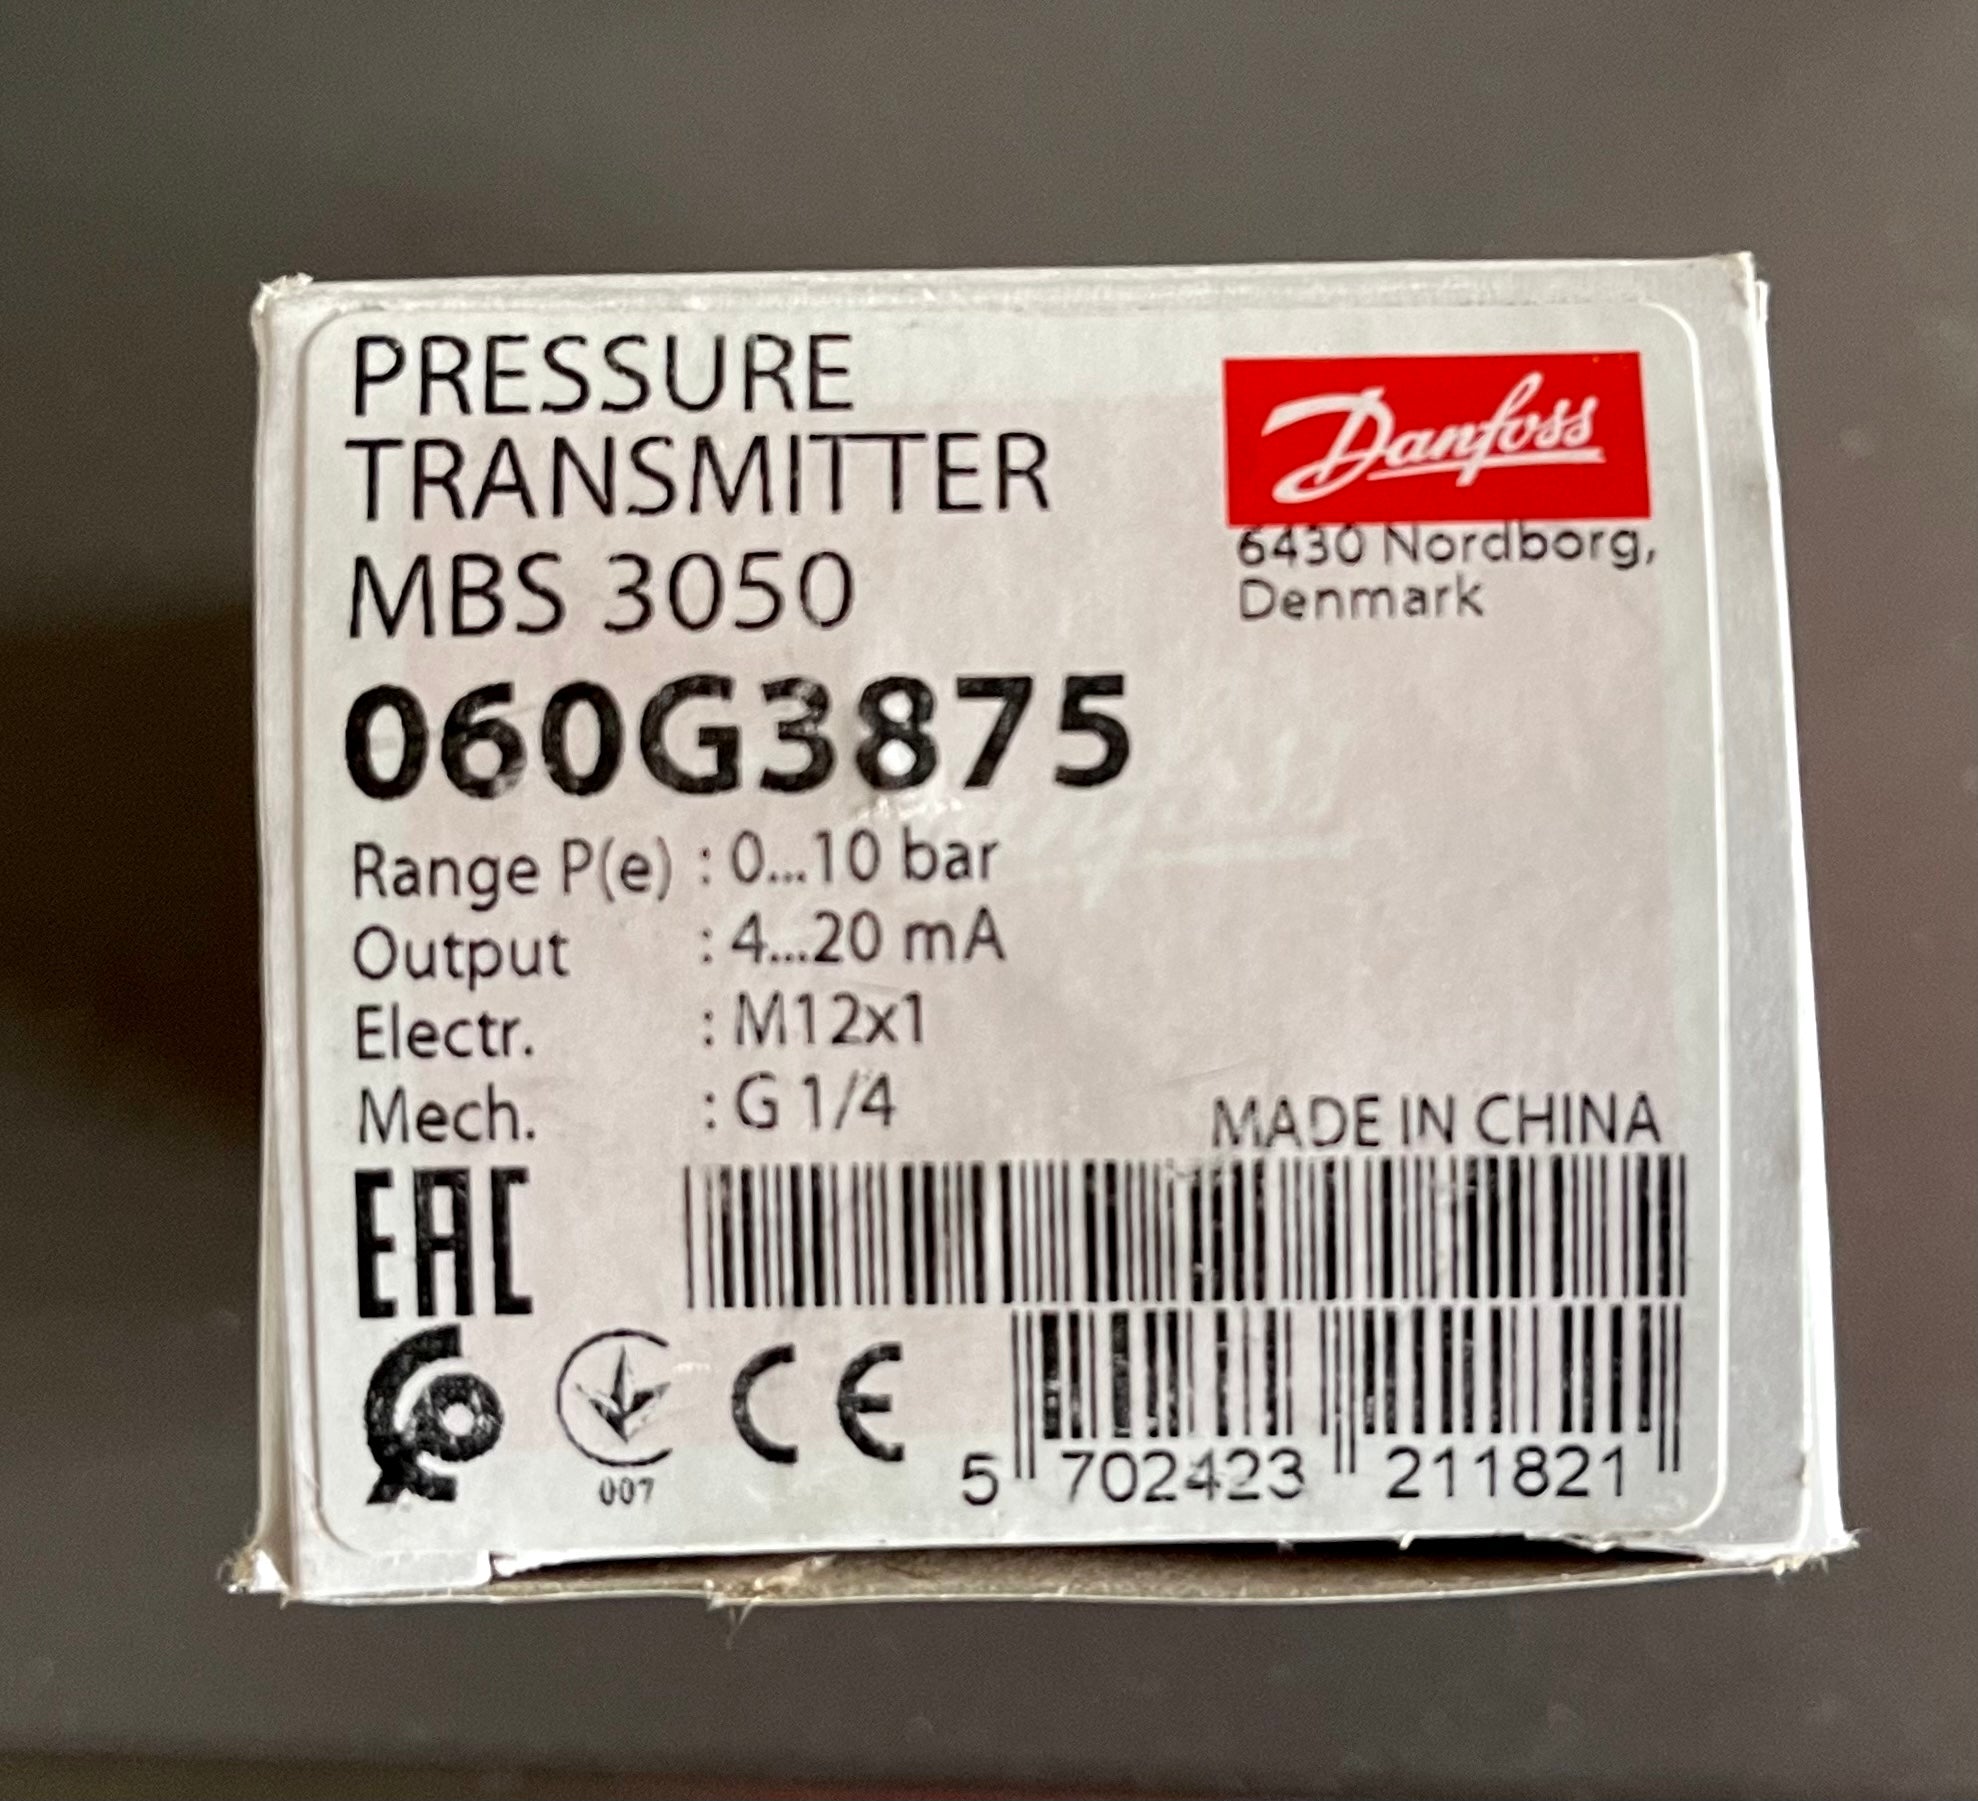 PRESSURE
TRANSMITTER
MBS 3050
Danfoss
6430 Nordborg,
Denmark
060G3875
Range P(e) : 0...10 bar
Output : 4...20 mA
Electr. : M12x1
Mech. : G 1/4
MADE IN CHINA
EAC
007
CE
5 702423 211821